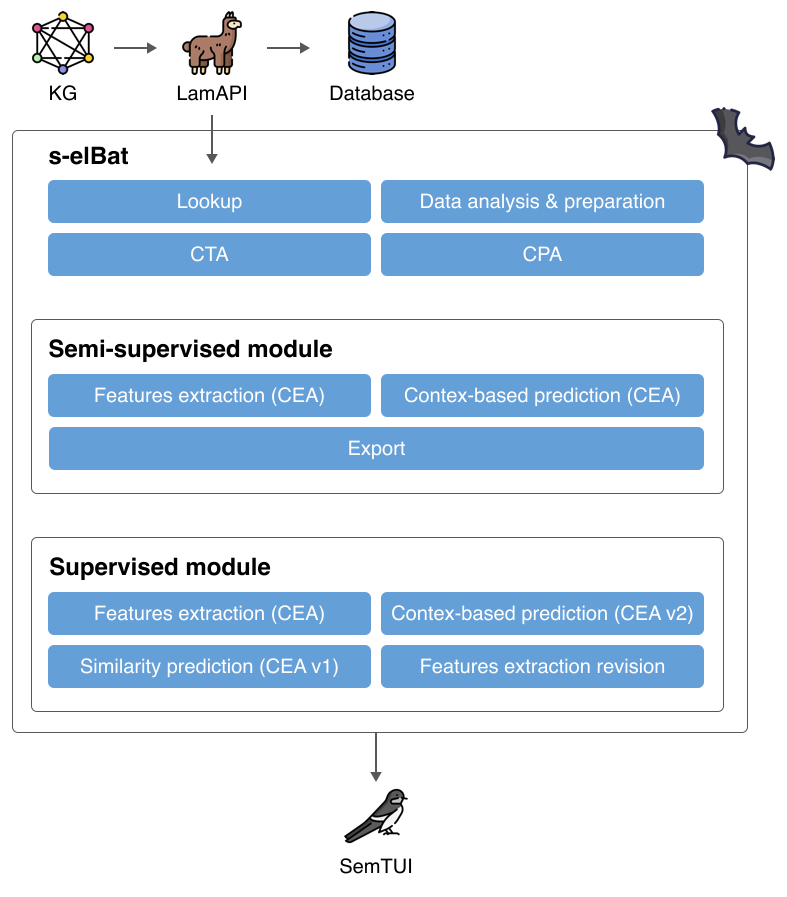 KG
LamAPI
Database
s-elBat
Lookup
Data analysis & preparation
CTA
CPA
Semi-supervised module
Features extraction (CEA)
Contex-based prediction (CEA)
Export
Supervised module
Features extraction (CEA)
Contex-based prediction (CEA v2)
Similarity prediction (CEA v1)
Features extraction revision
SemTUI